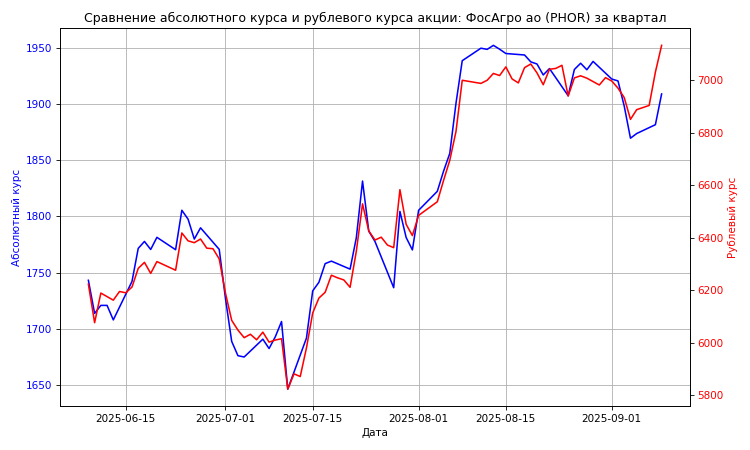 Сравнение абсолютного курса и рублевого курса акции: ФосАгро ао (PHOR) за квартал
1950
1900
1850
1800
1750
1700
1650
Абсолютный курс
7000
6800
6600
6400
6200
6000
5800
Рублевый курс
2025-06-15 2025-07-01 2025-07-15 2025-08-01 2025-08-15 2025-09-01
Дата